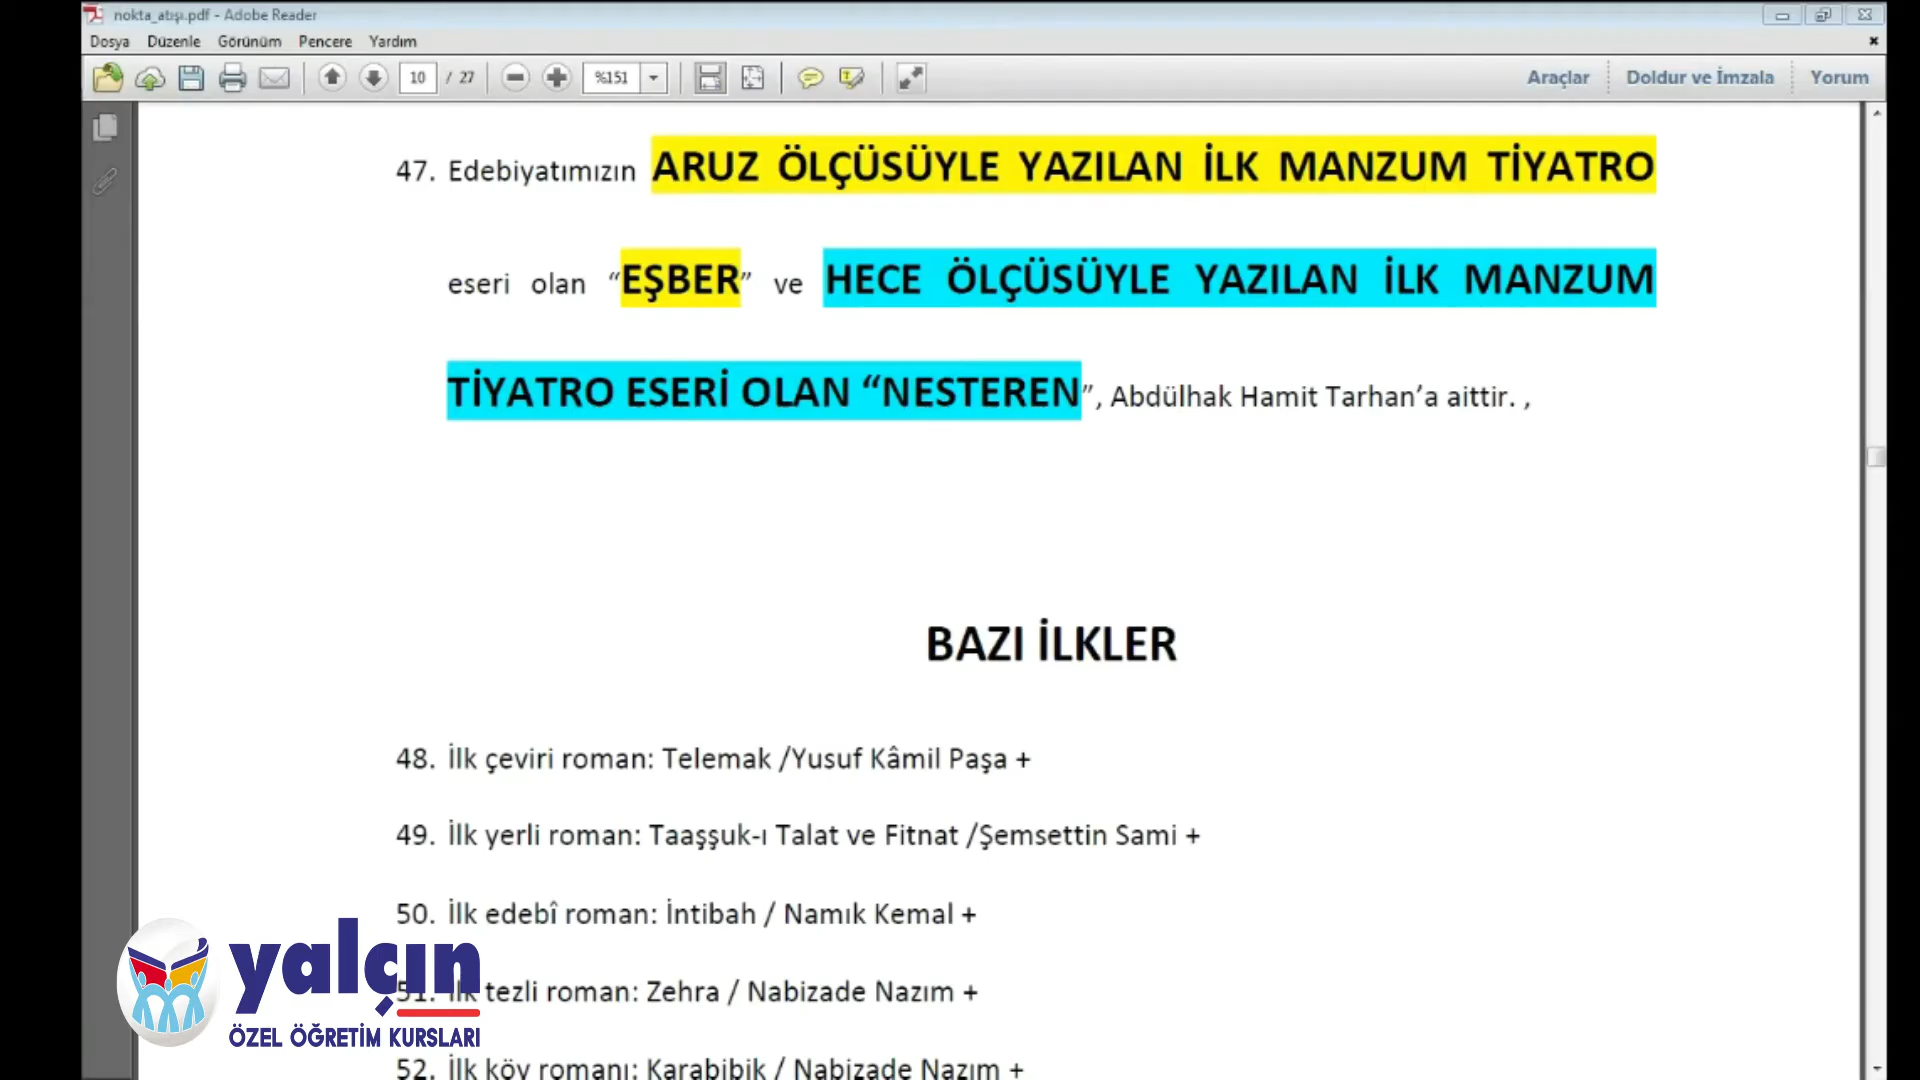 nokta_atışı.pdf - Adobe Reader
Dosya Düzenle Görünüm Pencere Yardım
10 / 27 %151 Araçlar Doldur ve İmzala Yorum
47. Edebiyatımızın ARUZ ÖLÇÜSÜYLE YAZILAN İLK MANZUM TİYATRO
eseri olan “EŞBER” ve HECE ÖLÇÜSÜYLE YAZILAN İLK MANZUM
TİYATRO ESERİ OLAN “NESTEREN”, Abdülhak Hamit Tarhan’a aittir. ,
BAZI İLKLER
48. İlk çeviri roman: Telemak /Yusuf Kâmil Paşa +
49. İlk yerli roman: Taaşşuk-ı Talat ve Fitnat /Şemsettin Sami +
50. İlk edebî roman: İntibah / Namık Kemal +
51. İlk tezli roman: Zehra / Nabizade Nazım +
52. İlk köy romanı: Karabibik / Nabizade Nazım +
yalçın
ÖZEL ÖĞRETİM KURSLARI